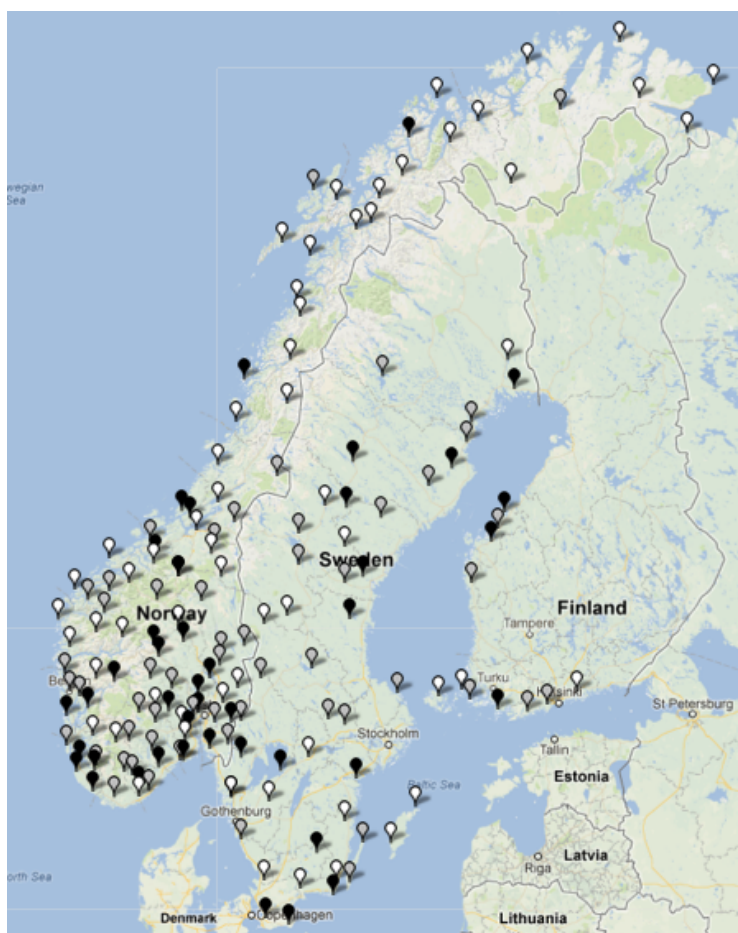 wegian
Sea
Sweden
Norway
Finland
Tampere
Turku
Helsinki
St Petersburg
Stockholm
Tallin
Estonia
Baltic Sea
Gothenburg
Latvia
Riga
orth Sea
Denmark
Copenhagen
Lithuania